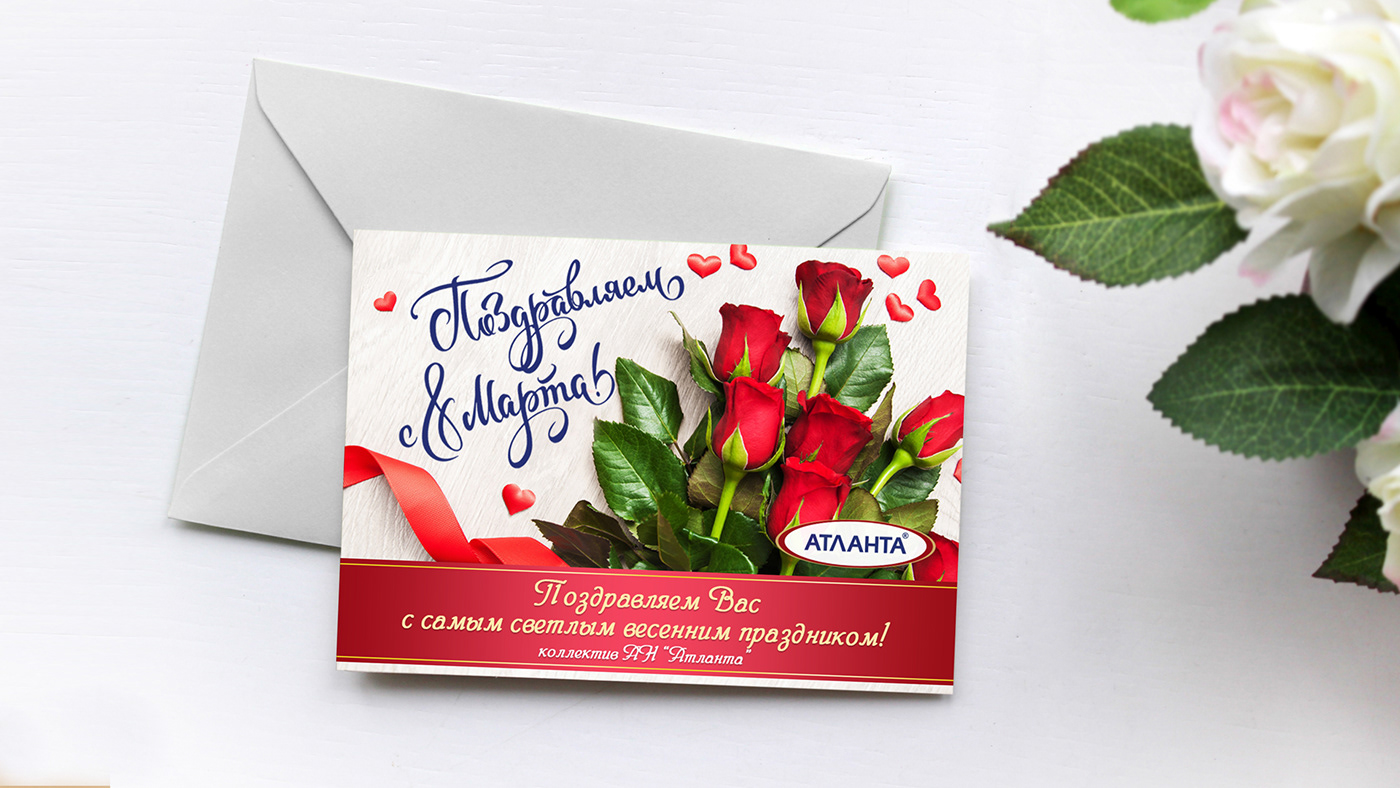 Поздравляем
с 8 Марта!
АТЛАНТА®
Поздравляем Вас
с самым светлым весенним праздником!
коллектив АН "Атланта"